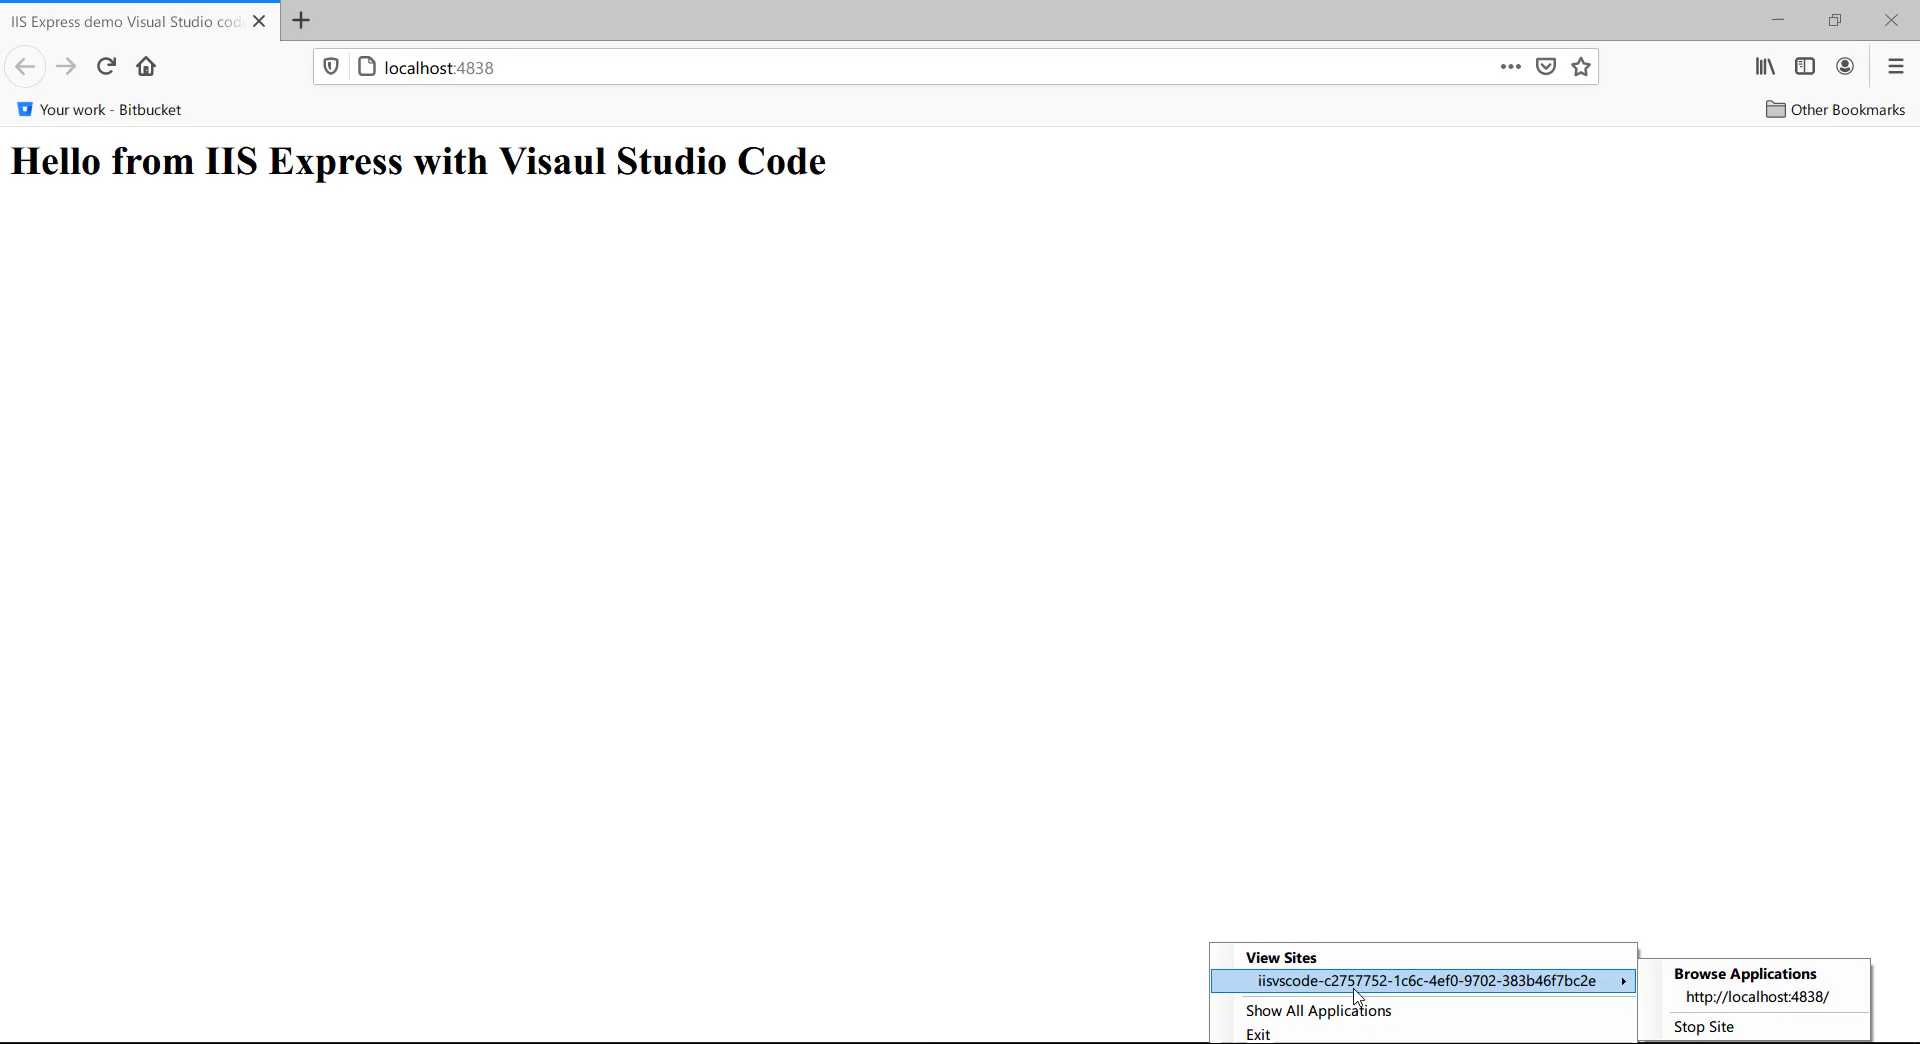 IIS Express demo Visual Studio cod
localhost:4838
Your work - Bitbucket
Other Bookmarks
Hello from IIS Express with Visaul Studio Code
View Sites
iisvscode-c2757752-1c6c-4ef0-9702-383b46f7bc2e
Show All Applications
Exit
Browse Applications
http://localhost:4838/
Stop Site